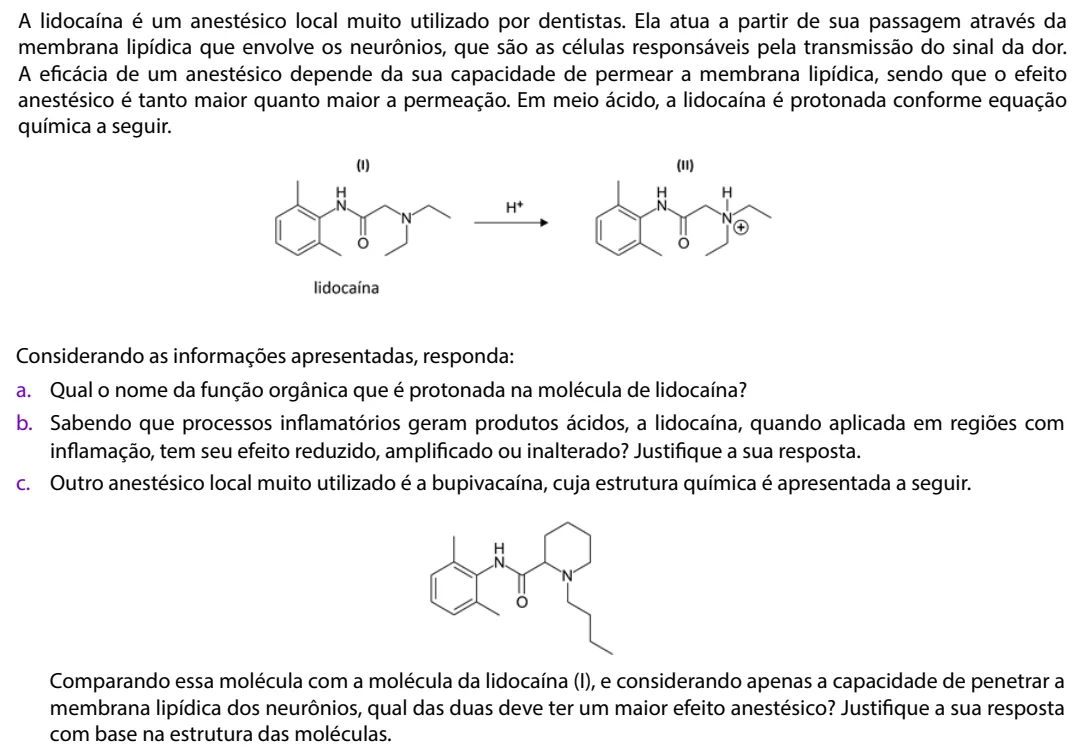 A lidocaína é um anestésico local muito utilizado por dentistas. Ela atua a partir de sua passagem através da
membrana lipídica que envolve os neurônios, que são as células responsáveis pela transmissão do sinal da dor.
A eficácia de um anestésico depende da sua capacidade de permear a membrana lipídica, sendo que o efeito
anestésico é tanto maior quanto maior a permeação. Em meio ácido, a lidocaína é protonada conforme equação
química a seguir.
(I) (II)
H H H
N N H⁺ N N ⊕
O O
lidocaína
Considerando as informações apresentadas, responda:
a. Qual o nome da função orgânica que é protonada na molécula de lidocaína?
b. Sabendo que processos inflamatórios geram produtos ácidos, a lidocaína, quando aplicada em regiões com
inflamação, tem seu efeito reduzido, amplificado ou inalterado? Justifique a sua resposta.
c. Outro anestésico local muito utilizado é a bupivacaína, cuja estrutura química é apresentada a seguir.
H
N N
O
Comparando essa molécula com a molécula da lidocaína (I), e considerando apenas a capacidade de penetrar a
membrana lipídica dos neurônios, qual das duas deve ter um maior efeito anestésico? Justifique a sua resposta
com base na estrutura das moléculas.